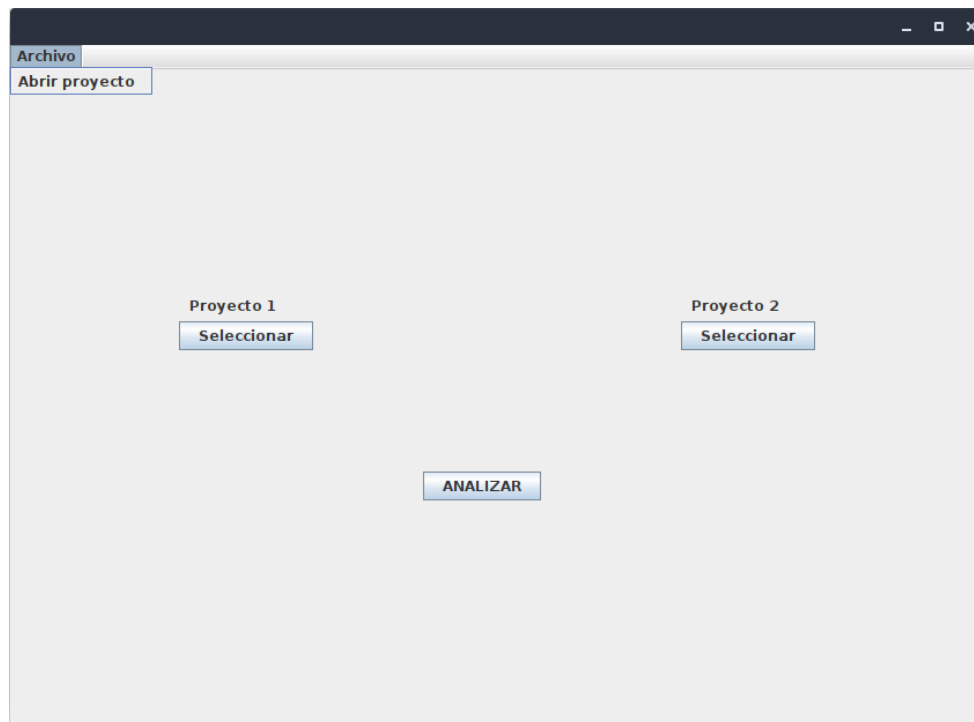 Archivo
Abrir proyecto
Proyecto 1
Proyecto 2
Seleccionar
Seleccionar
ANALIZAR